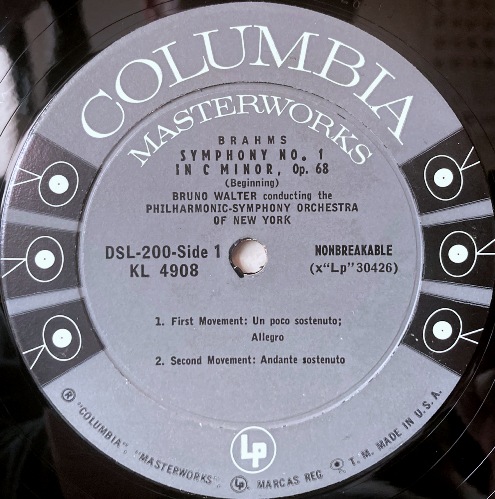 COLUMBIA
MASTERWORKS
BRAHMS
SYMPHONY NO. 1
IN C MINOR, Op. 68
(Beginning)
BRUNO WALTER conducting the
PHILHARMONIC-SYMPHONY ORCHESTRA
OF NEW YORK
DSL-200-Side 1
KL 4908
NONBREAKABLE
(x"Lp"30426)
1. First Movement: Un poco sostenuto;
Allegro
2. Second Movement: Andante sostenuto
Lp
® "COLUMBIA", "MASTERWORKS", Lp, MARCAS REG. T. M. MADE IN U. S. A.